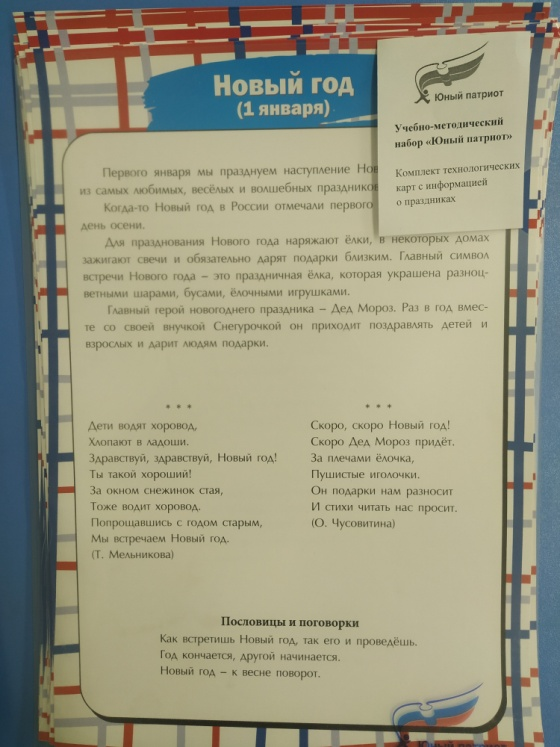 Новый год
(1 января)
Юный патриот
Учебно-методический
набор «Юный патриот»
Комплект технологических
карт с информацией
о праздниках
Первого января мы празднуем наступление
из самых любимых, весёлых и волшебных праздников
Когда-то Новый год в России отмечали первого
день осени.
Для празднования Нового года наряжают ёлки, в некоторых домах
зажигают свечи и обязательно дарят подарки близким. Главный символ
встречи Нового года – это праздничная ёлка, которая украшена разноц-
ветными шарами, бусами, ёлочными игрушками.
Главный герой новогоднего праздника – Дед Мороз. Раз в год вмес-
те со своей внучкой Снегурочкой он приходит поздравлять детей и
взрослых и дарит людям подарки.
* * *
Дети водят хоровод,
Хлопают в ладоши.
Здравствуй, здравствуй, Новый год!
Ты такой хороший!
За окном снежинок стая,
Тоже водит хоровод.
Попрощавшись с годом старым,
Мы встречаем Новый год.
(Т. Мельникова)
* * *
Скоро, скоро Новый год!
Скоро Дед Мороз придёт.
За плечами ёлочка,
Пушистые иголочки.
Он подарки нам разносит
И стихи читать нас просит.
(О. Чусовитина)
Пословицы и поговорки
Как встретишь Новый год, так его и проведёшь.
Год кончается, другой начинается.
Новый год – к весне поворот.